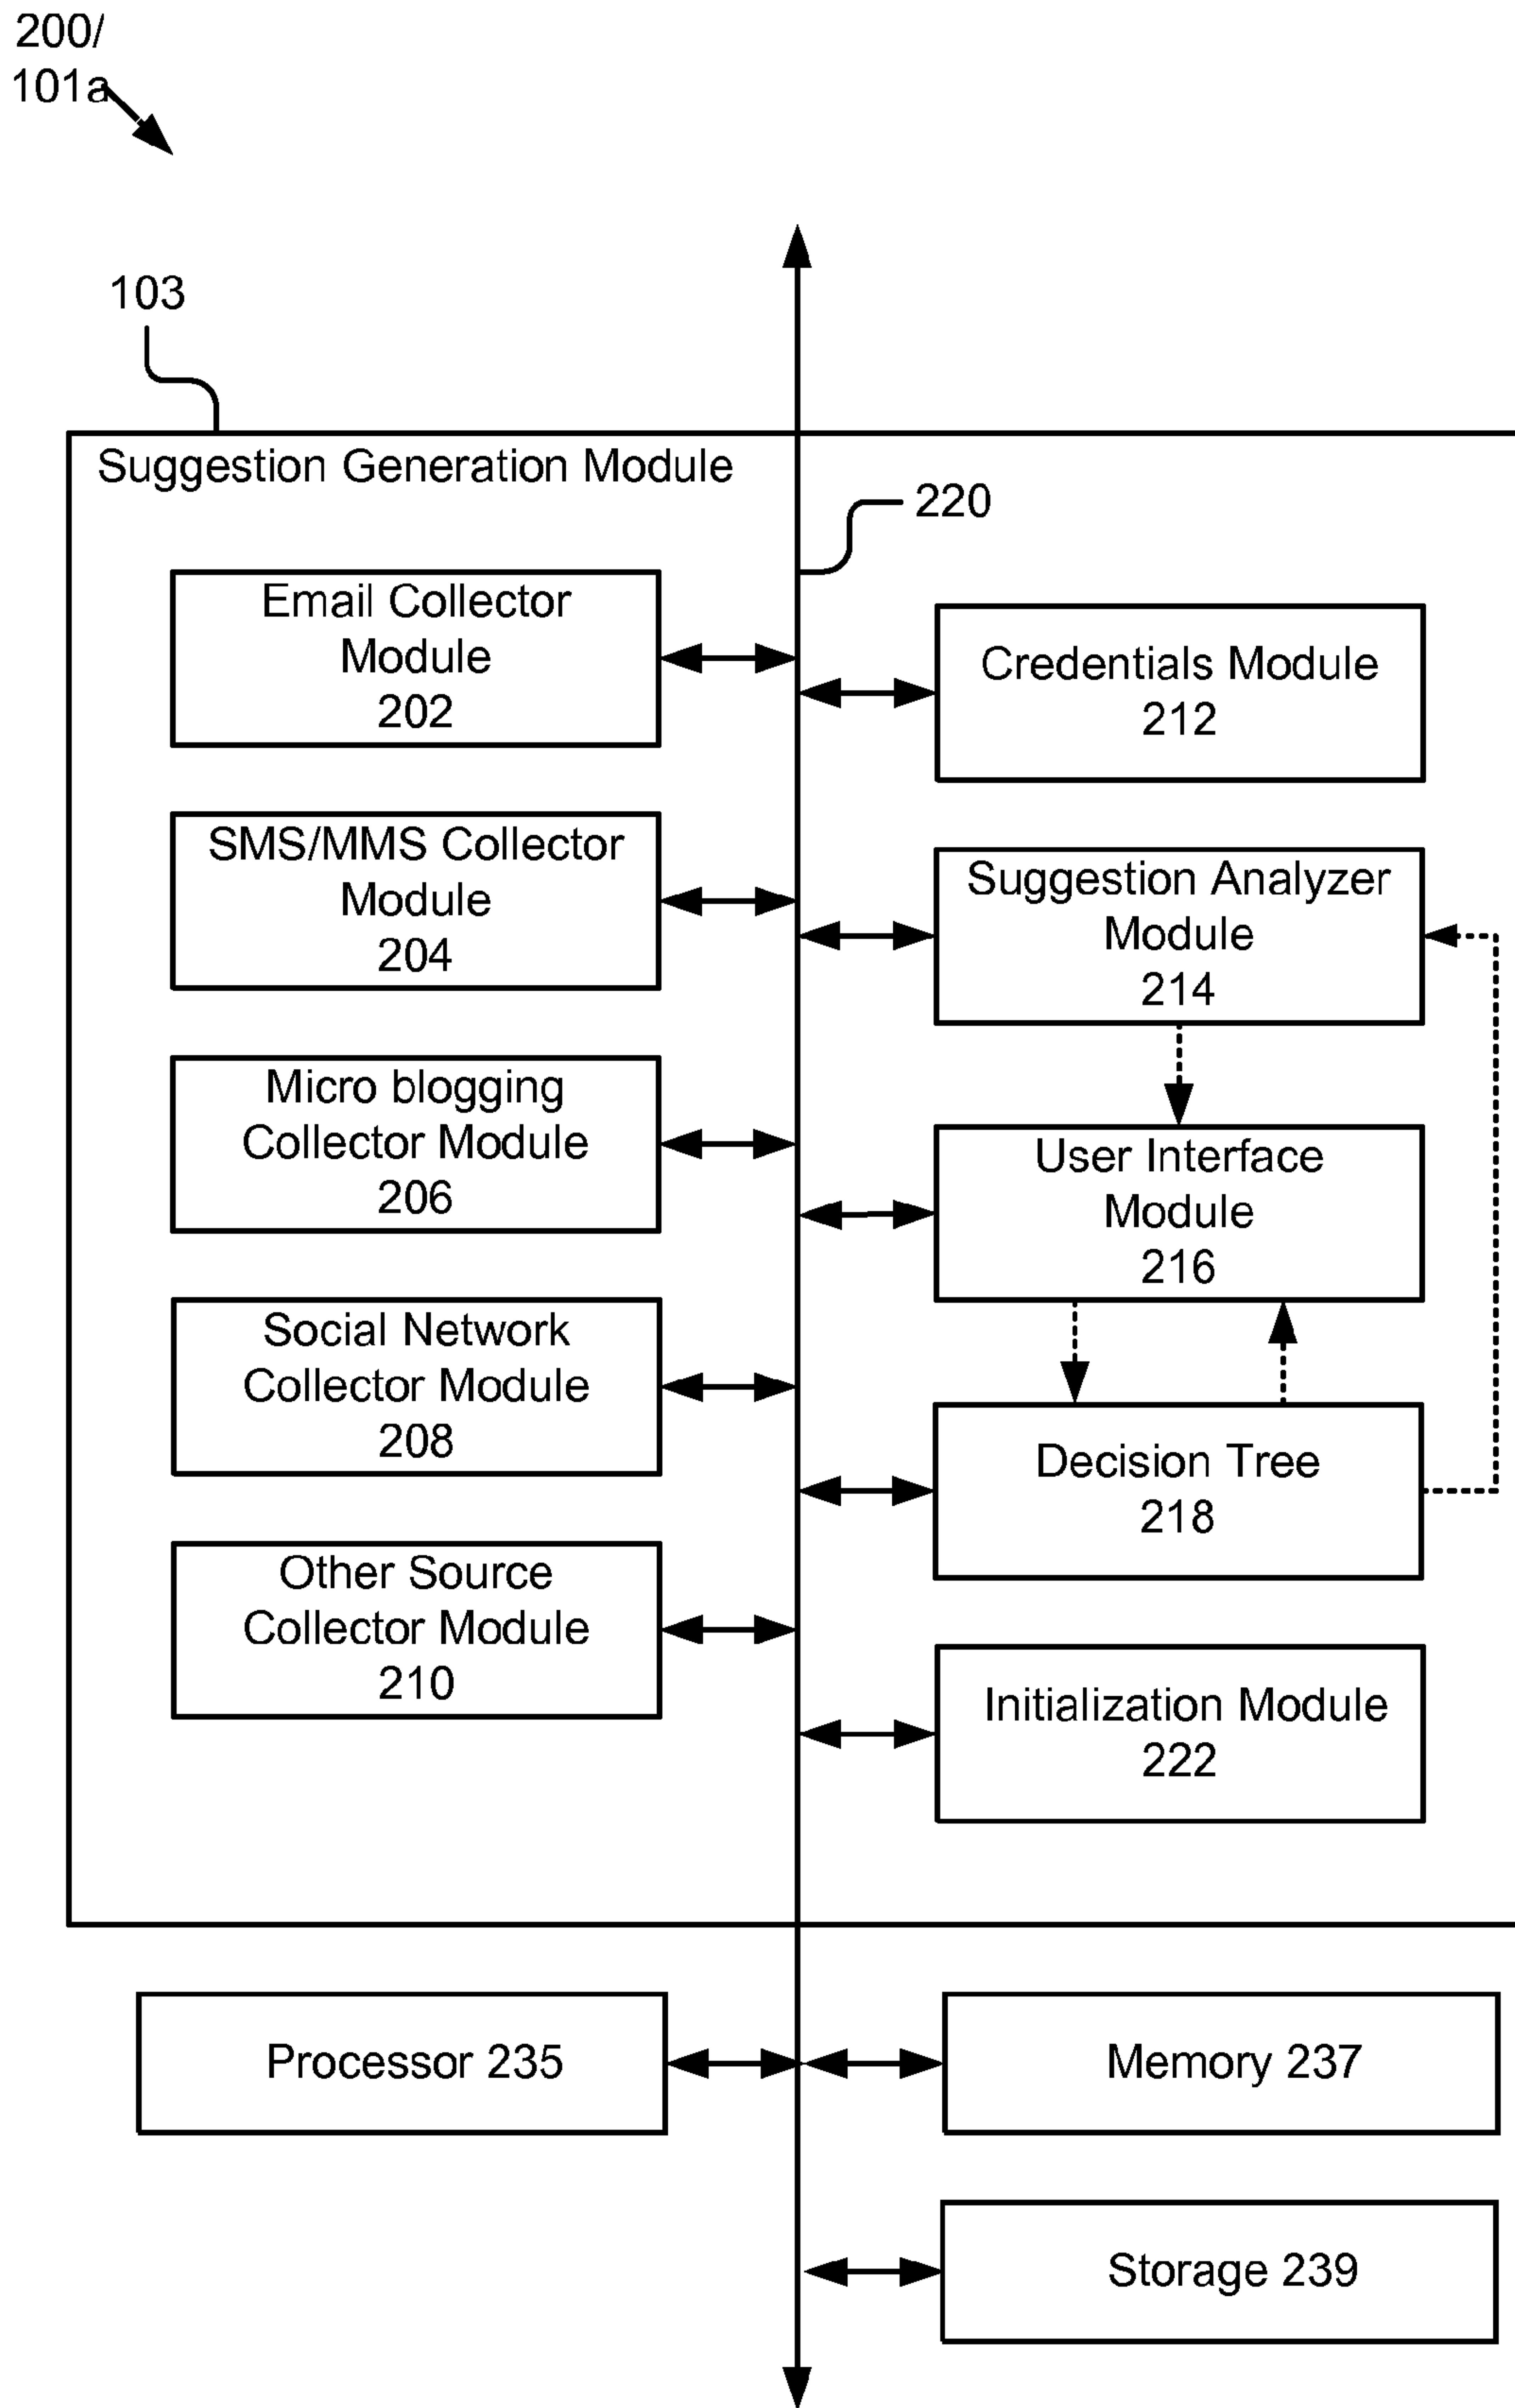 200/
101a
103
Suggestion Generation Module
220
Email Collector
Module
202
Credentials Module
212
SMS/MMS Collector
Module
204
Suggestion Analyzer
Module
214
Micro blogging
Collector Module
206
User Interface
Module
216
Social Network
Collector Module
208
Decision Tree
218
Other Source
Collector Module
210
Initialization Module
222
Processor 235
Memory 237
Storage 239